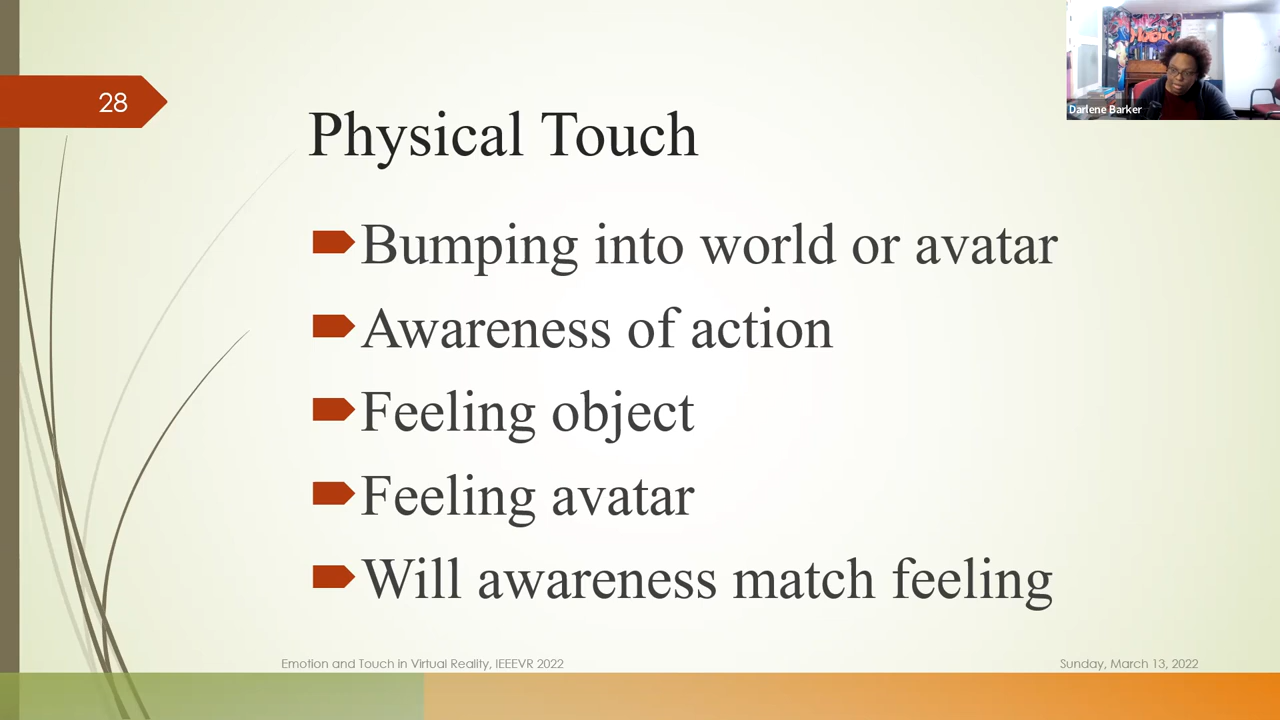 28
Physical Touch
Bumping into world or avatar
Awareness of action
Feeling object
Feeling avatar
Will awareness match feeling
Emotion and Touch in Virtual Reality, IEEEVR 2022
Sunday, March 13, 2022
Darlene Barker